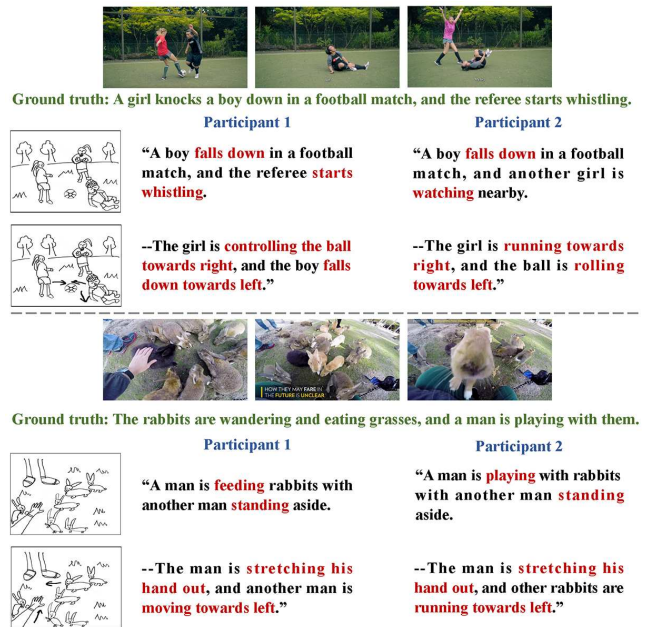 Ground truth: A girl knocks a boy down in a football match, and the referee starts whistling.
Participant 1
Participant 2
“A boy falls down in a football
match, and the referee starts
whistling.
“A boy falls down in a football
match, and another girl is
watching nearby.
--The girl is controlling the ball
towards right, and the boy falls
down towards left.”
--The girl is running towards
right, and the ball is rolling
towards left.”
HOW THEY MAY FARE IN
THE FUTURE IS UNCLEAR
Ground truth: The rabbits are wandering and eating grasses, and a man is playing with them.
Participant 1
Participant 2
“A man is feeding rabbits with
another man standing aside.
“A man is playing with rabbits
with another man standing
aside.
--The man is stretching his
hand out, and another man is
moving towards left.”
--The man is stretching his
hand out, and other rabbits are
running towards left.”